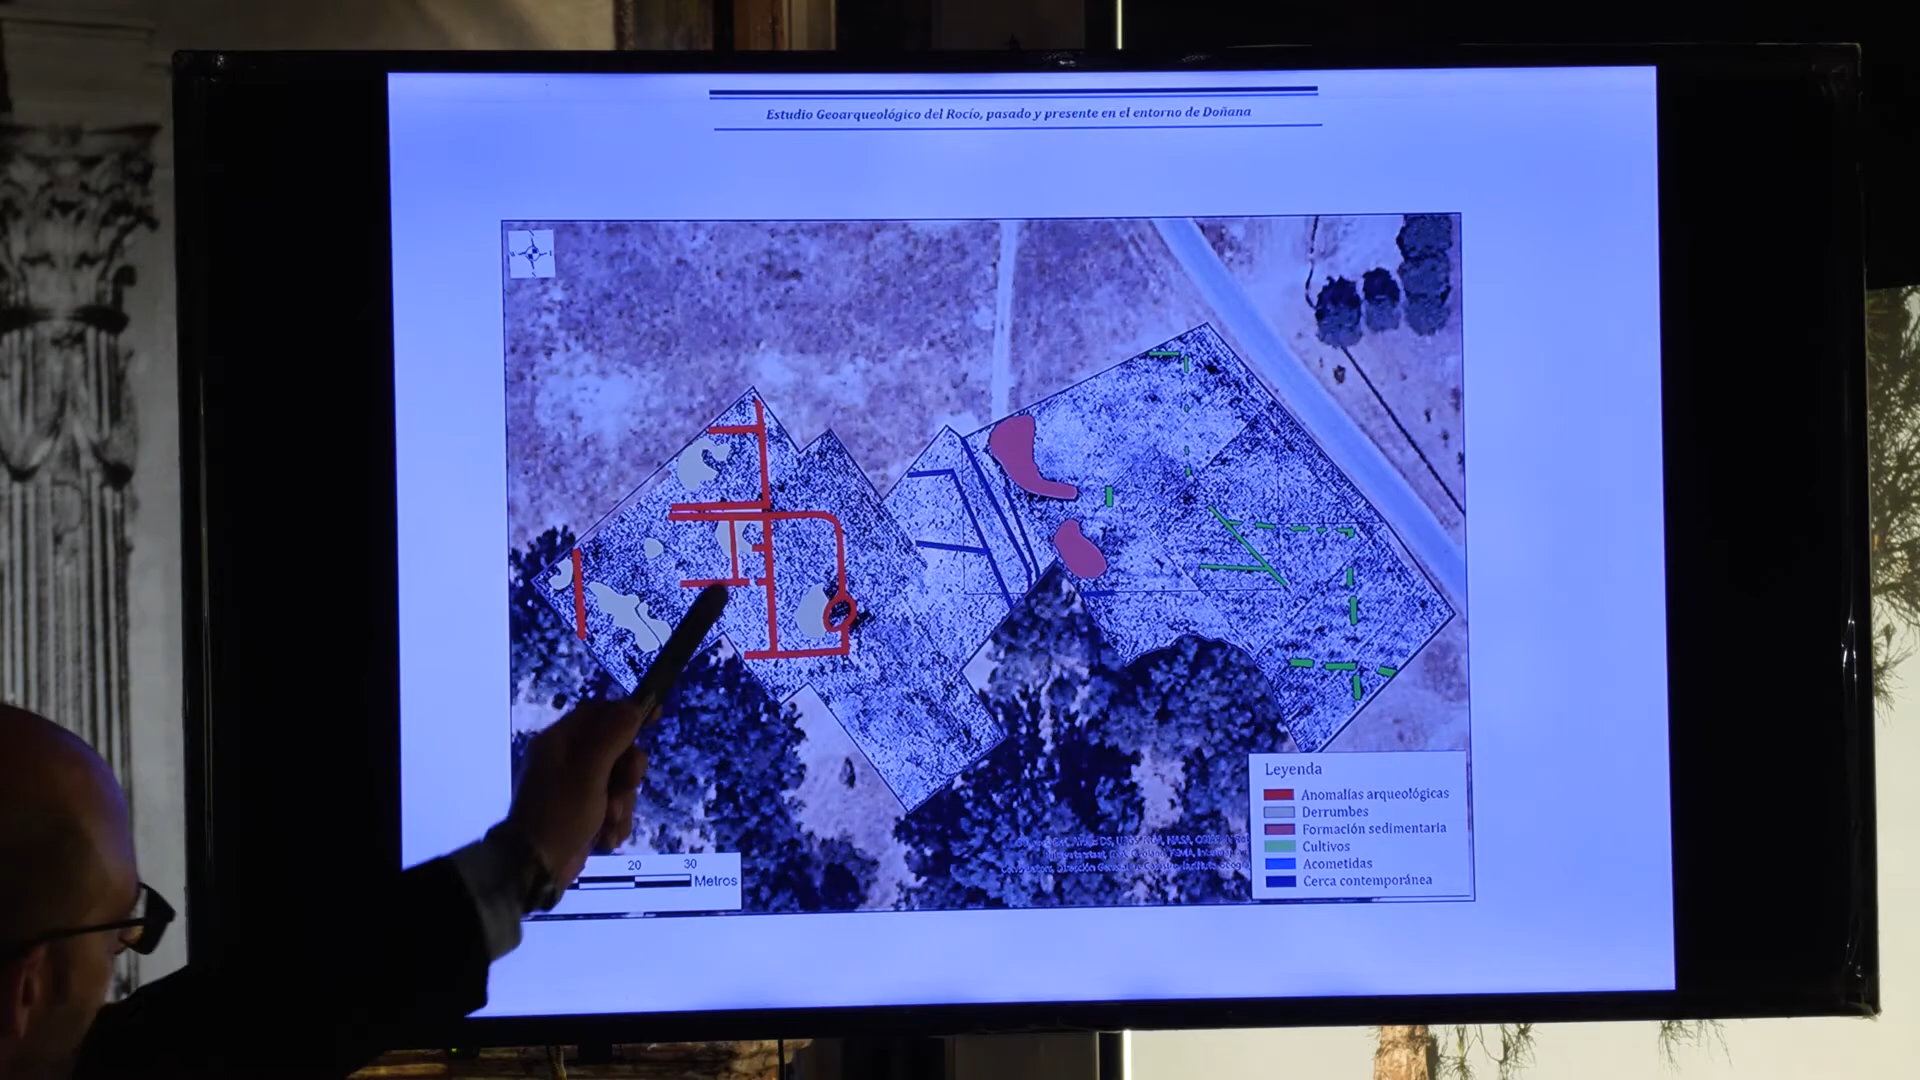 Estudio Geoarqueológico del Rocío, pasado y presente en el entorno de Doñana
Leyenda
Anomalías arqueológicas
Derrumbes
Formación sedimentaria
Cultivos
Acometidas
Cerca contemporánea
20 30
Metros